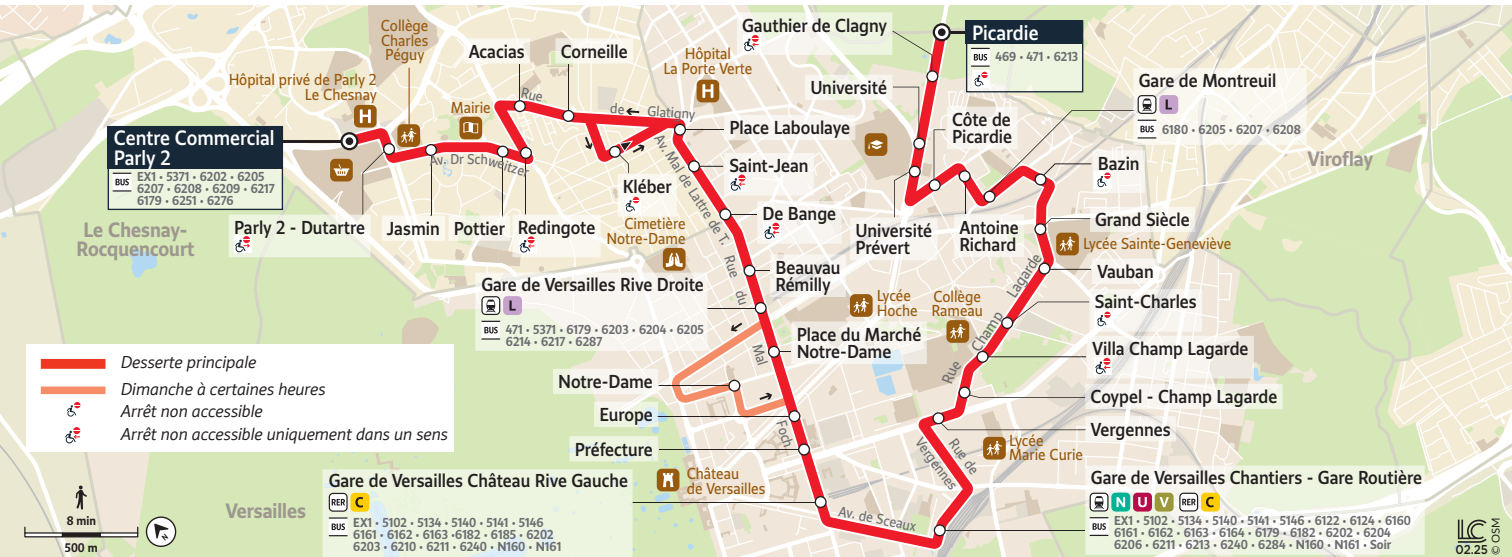 Collège
Charles
Péguy
Gauthier de Clagny
Picardie
BUS 469 • 471 • 6213
Acacias
Corneille
Hôpital
La Porte Verte
H
Hôpital privé de Parly 2
Le Chesnay
H
Mairie
Rue
de
Glatigny
Université
Gare de Montreuil
L
BUS 6180 • 6205 • 6207 • 6208
Centre Commercial
Parly 2
BUS EX1 • 5371 • 6202 • 6205
6207 • 6208 • 6209 • 6217
6179 • 6251 • 6276
Av. Dr Schweitzer
Place Laboulaye
Côte de
Picardie
Viroflay
Av. Mal de Lattre de T.
Saint-Jean
Bazin
Kléber
Le Chesnay-
Rocquencourt
Parly 2 - Dutartre
Jasmin
Pottier
Redingote
Cimetière
Notre-Dame
De Bange
Université
Prévert
Antoine
Richard
Grand Siècle
Lycée Sainte-Geneviève
Beauvau
Rémilly
Vauban
Gare de Versailles Rive Droite
L
BUS 471 • 5371 • 6179 • 6203 • 6204 • 6205
6214 • 6217 • 6287
Rue du Mal Foch
Lycée
Hoche
Collège
Rameau
Rue Champ Lagarde
Saint-Charles
Place du Marché
Notre-Dame
Villa Champ Lagarde
Desserte principale
Dimanche à certaines heures
Arrêt non accessible
Arrêt non accessible uniquement dans un sens
Notre-Dame
Coypel - Champ Lagarde
Europe
Vergennes
Préfecture
Rue de
Vergennes
Lycée
Marie Curie
Château
de Versailles
Gare de Versailles Château Rive Gauche
RER C
BUS EX1 • 5102 • 5134 • 5140 • 5141 • 5146
6161 • 6162 • 6163 •6182 • 6185 • 6202
6203 • 6210 • 6211 • 6240 • N160 • N161
Gare de Versailles Chantiers - Gare Routière
N U V RER C
BUS EX1 • 5102 • 5134 • 5140 • 5141 • 5146 • 6122 • 6124 • 6160
6161 • 6162 • 6163 • 6164 • 6179 • 6182 • 6202 • 6204
6206 • 6211 • 6213 • 6240 • 6284 • N160 • N161 • Soir
Av. de Sceaux
Versailles
8 min
500 m
N
LC
02.25
© OSM